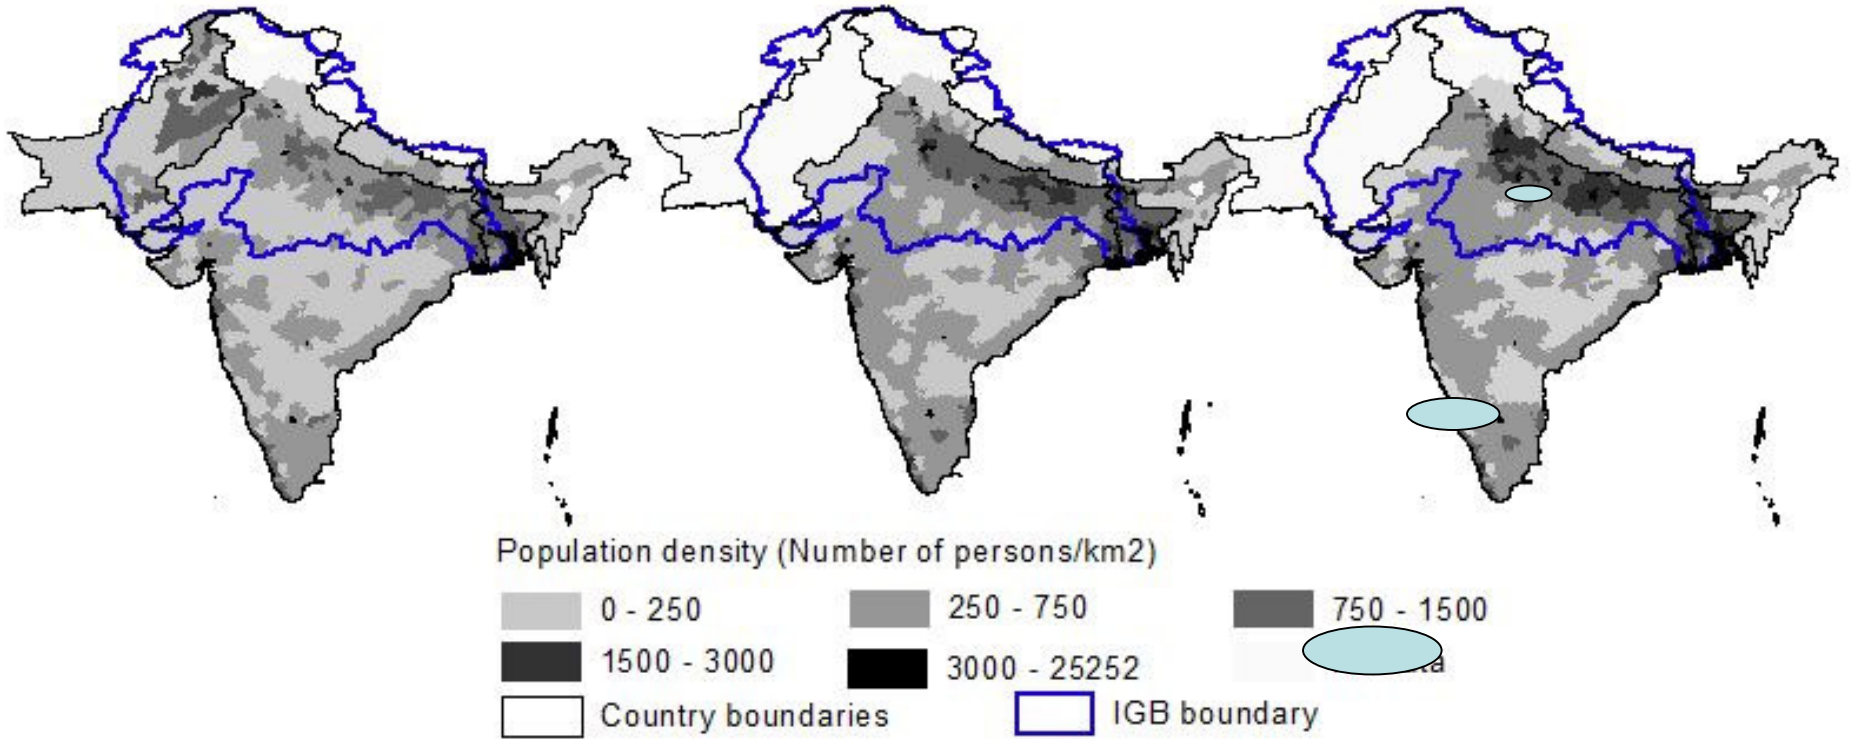 Population density (Number of persons/km2)
0 - 250
250 - 750
750 - 1500
1500 - 3000
3000 - 25252
Country boundaries
IGB boundary